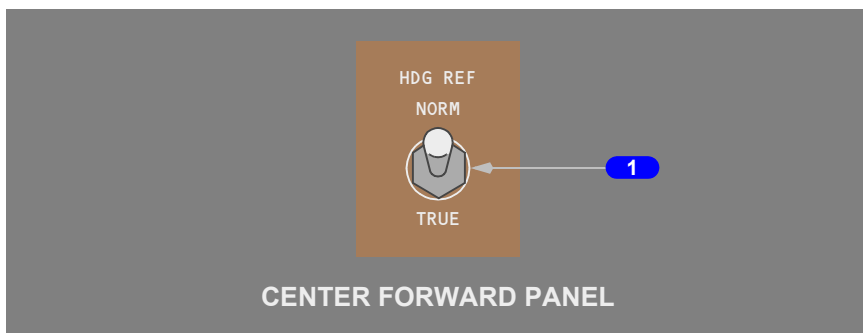 HDG REF
NORM
1
TRUE
CENTER FORWARD PANEL